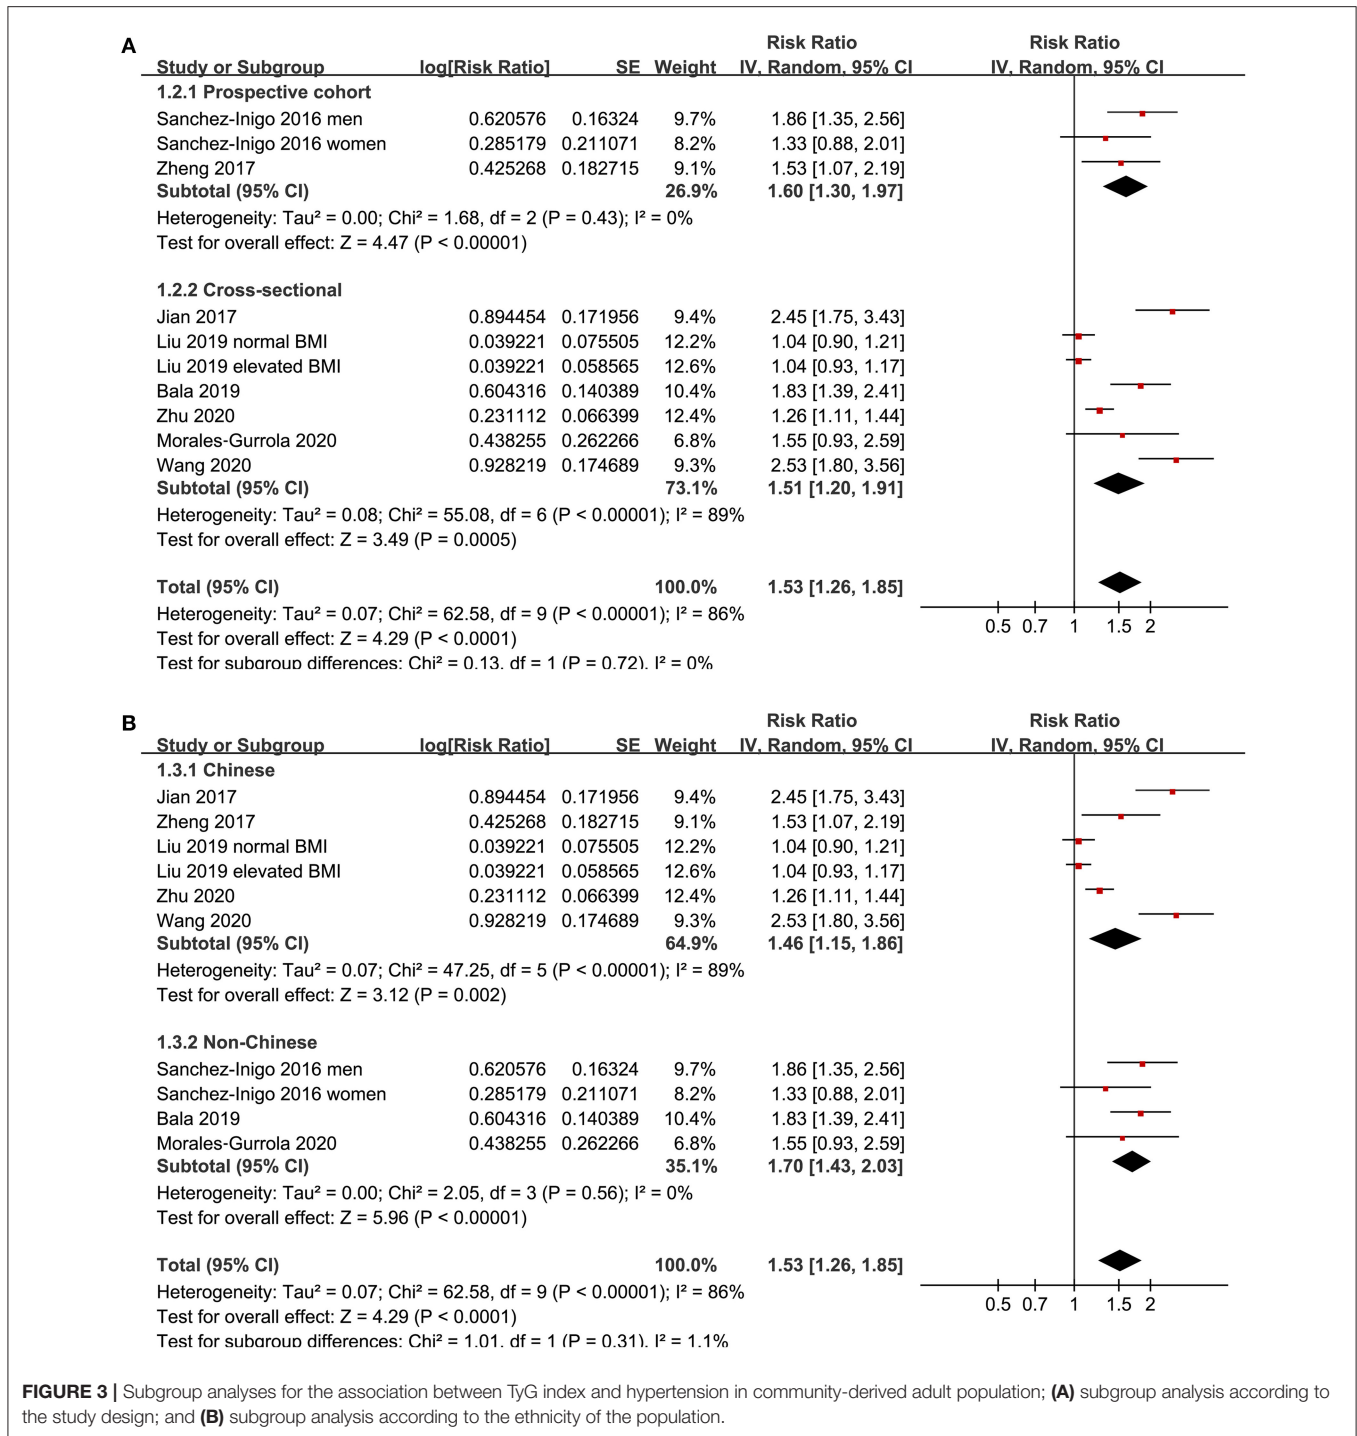 A
Risk Ratio Risk Ratio
Study or Subgroup log[Risk Ratio] SE Weight IV, Random, 95% CI IV, Random, 95% CI
1.2.1 Prospective cohort
Sanchez-Inigo 2016 men 0.620576 0.16324 9.7% 1.86 [1.35, 2.56]
Sanchez-Inigo 2016 women 0.285179 0.211071 8.2% 1.33 [0.88, 2.01]
Zheng 2017 0.425268 0.182715 9.1% 1.53 [1.07, 2.19]
Subtotal (95% CI) 26.9% 1.60 [1.30, 1.97]
Heterogeneity: Tau² = 0.00; Chi² = 1.68, df = 2 (P = 0.43); I² = 0%
Test for overall effect: Z = 4.47 (P < 0.00001)
1.2.2 Cross-sectional
Jian 2017 0.894454 0.171956 9.4% 2.45 [1.75, 3.43]
Liu 2019 normal BMI 0.039221 0.075505 12.2% 1.04 [0.90, 1.21]
Liu 2019 elevated BMI 0.039221 0.058565 12.6% 1.04 [0.93, 1.17]
Bala 2019 0.604316 0.140389 10.4% 1.83 [1.39, 2.41]
Zhu 2020 0.231112 0.066399 12.4% 1.26 [1.11, 1.44]
Morales-Gurrola 2020 0.438255 0.262266 6.8% 1.55 [0.93, 2.59]
Wang 2020 0.928219 0.174689 9.3% 2.53 [1.80, 3.56]
Subtotal (95% CI) 73.1% 1.51 [1.20, 1.91]
Heterogeneity: Tau² = 0.08; Chi² = 55.08, df = 6 (P < 0.00001); I² = 89%
Test for overall effect: Z = 3.49 (P = 0.0005)
Total (95% CI) 100.0% 1.53 [1.26, 1.85]
Heterogeneity: Tau² = 0.07; Chi² = 62.58, df = 9 (P < 0.00001); I² = 86%
0.5 0.7 1 1.5 2
Test for overall effect: Z = 4.29 (P < 0.0001)
Test for subgroup differences: Chi² = 0.13, df = 1 (P = 0.72), I² = 0%
B
Risk Ratio Risk Ratio
Study or Subgroup log[Risk Ratio] SE Weight IV, Random, 95% CI IV, Random, 95% CI
1.3.1 Chinese
Jian 2017 0.894454 0.171956 9.4% 2.45 [1.75, 3.43]
Zheng 2017 0.425268 0.182715 9.1% 1.53 [1.07, 2.19]
Liu 2019 normal BMI 0.039221 0.075505 12.2% 1.04 [0.90, 1.21]
Liu 2019 elevated BMI 0.039221 0.058565 12.6% 1.04 [0.93, 1.17]
Zhu 2020 0.231112 0.066399 12.4% 1.26 [1.11, 1.44]
Wang 2020 0.928219 0.174689 9.3% 2.53 [1.80, 3.56]
Subtotal (95% CI) 64.9% 1.46 [1.15, 1.86]
Heterogeneity: Tau² = 0.07; Chi² = 47.25, df = 5 (P < 0.00001); I² = 89%
Test for overall effect: Z = 3.12 (P = 0.002)
1.3.2 Non-Chinese
Sanchez-Inigo 2016 men 0.620576 0.16324 9.7% 1.86 [1.35, 2.56]
Sanchez-Inigo 2016 women 0.285179 0.211071 8.2% 1.33 [0.88, 2.01]
Bala 2019 0.604316 0.140389 10.4% 1.83 [1.39, 2.41]
Morales-Gurrola 2020 0.438255 0.262266 6.8% 1.55 [0.93, 2.59]
Subtotal (95% CI) 35.1% 1.70 [1.43, 2.03]
Heterogeneity: Tau² = 0.00; Chi² = 2.05, df = 3 (P = 0.56); I² = 0%
Test for overall effect: Z = 5.96 (P < 0.00001)
Total (95% CI) 100.0% 1.53 [1.26, 1.85]
Heterogeneity: Tau² = 0.07; Chi² = 62.58, df = 9 (P < 0.00001); I² = 86%
0.5 0.7 1 1.5 2
Test for overall effect: Z = 4.29 (P < 0.0001)
Test for subgroup differences: Chi² = 1.01, df = 1 (P = 0.31), I² = 1.1%
FIGURE 3 | Subgroup analyses for the association between TyG index and hypertension in community-derived adult population; (A) subgroup analysis according to
the study design; and (B) subgroup analysis according to the ethnicity of the population.